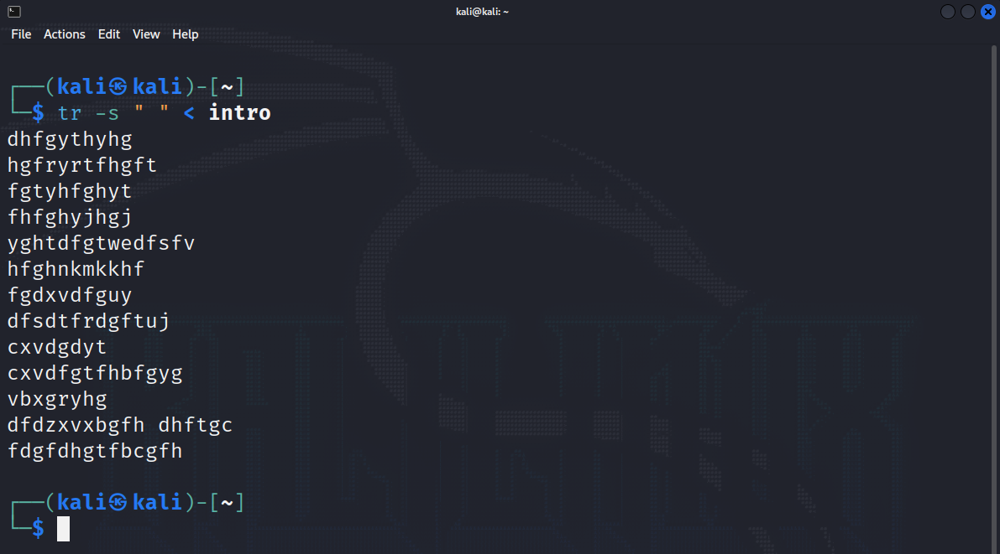 kali@kali: ~
File Actions Edit View Help
┌──(kali㉿kali)-[~]
└─$ tr -s " " < intro
dhfgythyhg
hgfryrtfhgft
fgtyhfghyt
fhfghyjhgj
yghtdfgtwedfsfv
hfghnkmkkhf
fgdxvdfguy
dfsdtfrdgftuj
cxvdgdyt
cxvdfgtfhbfgyg
vbxgryhg
dfdzxvxbgfh dhftgc
fdgfdhgtfbcgfh
┌──(kali㉿kali)-[~]
└─$